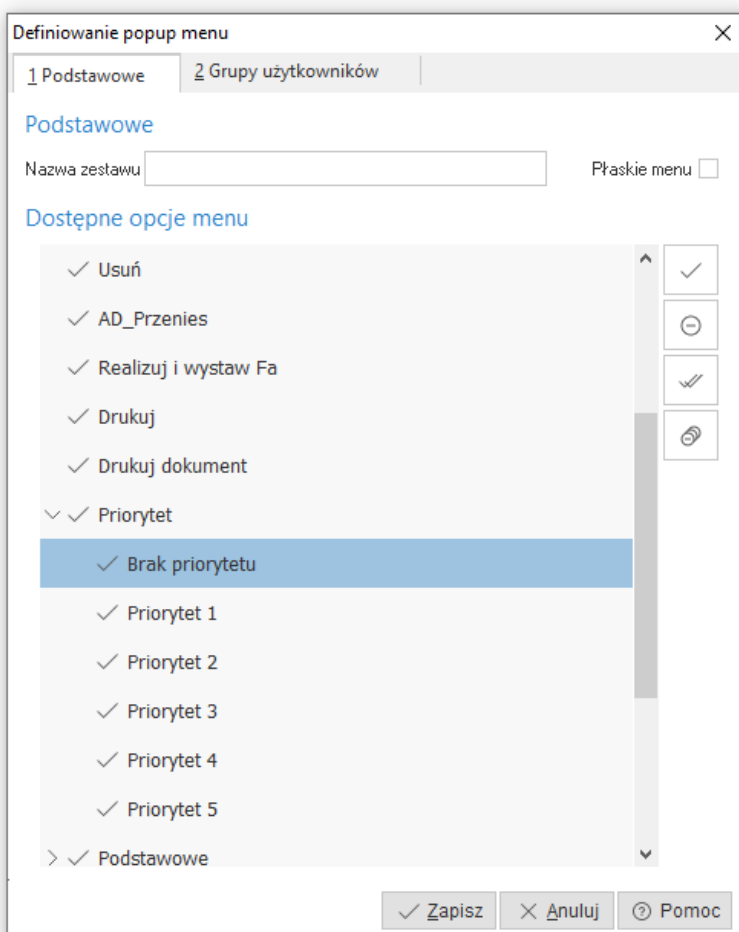 Definiowanie popup menu
1 Podstawowe 2 Grupy użytkowników
Podstawowe
Nazwa zestawu Płaskie menu
Dostępne opcje menu
Usuń
AD_Przenies
Realizuj i wystaw Fa
Drukuj
Drukuj dokument
Priorytet
Brak priorytetu
Priorytet 1
Priorytet 2
Priorytet 3
Priorytet 4
Priorytet 5
Podstawowe
Zapisz Anuluj Pomoc